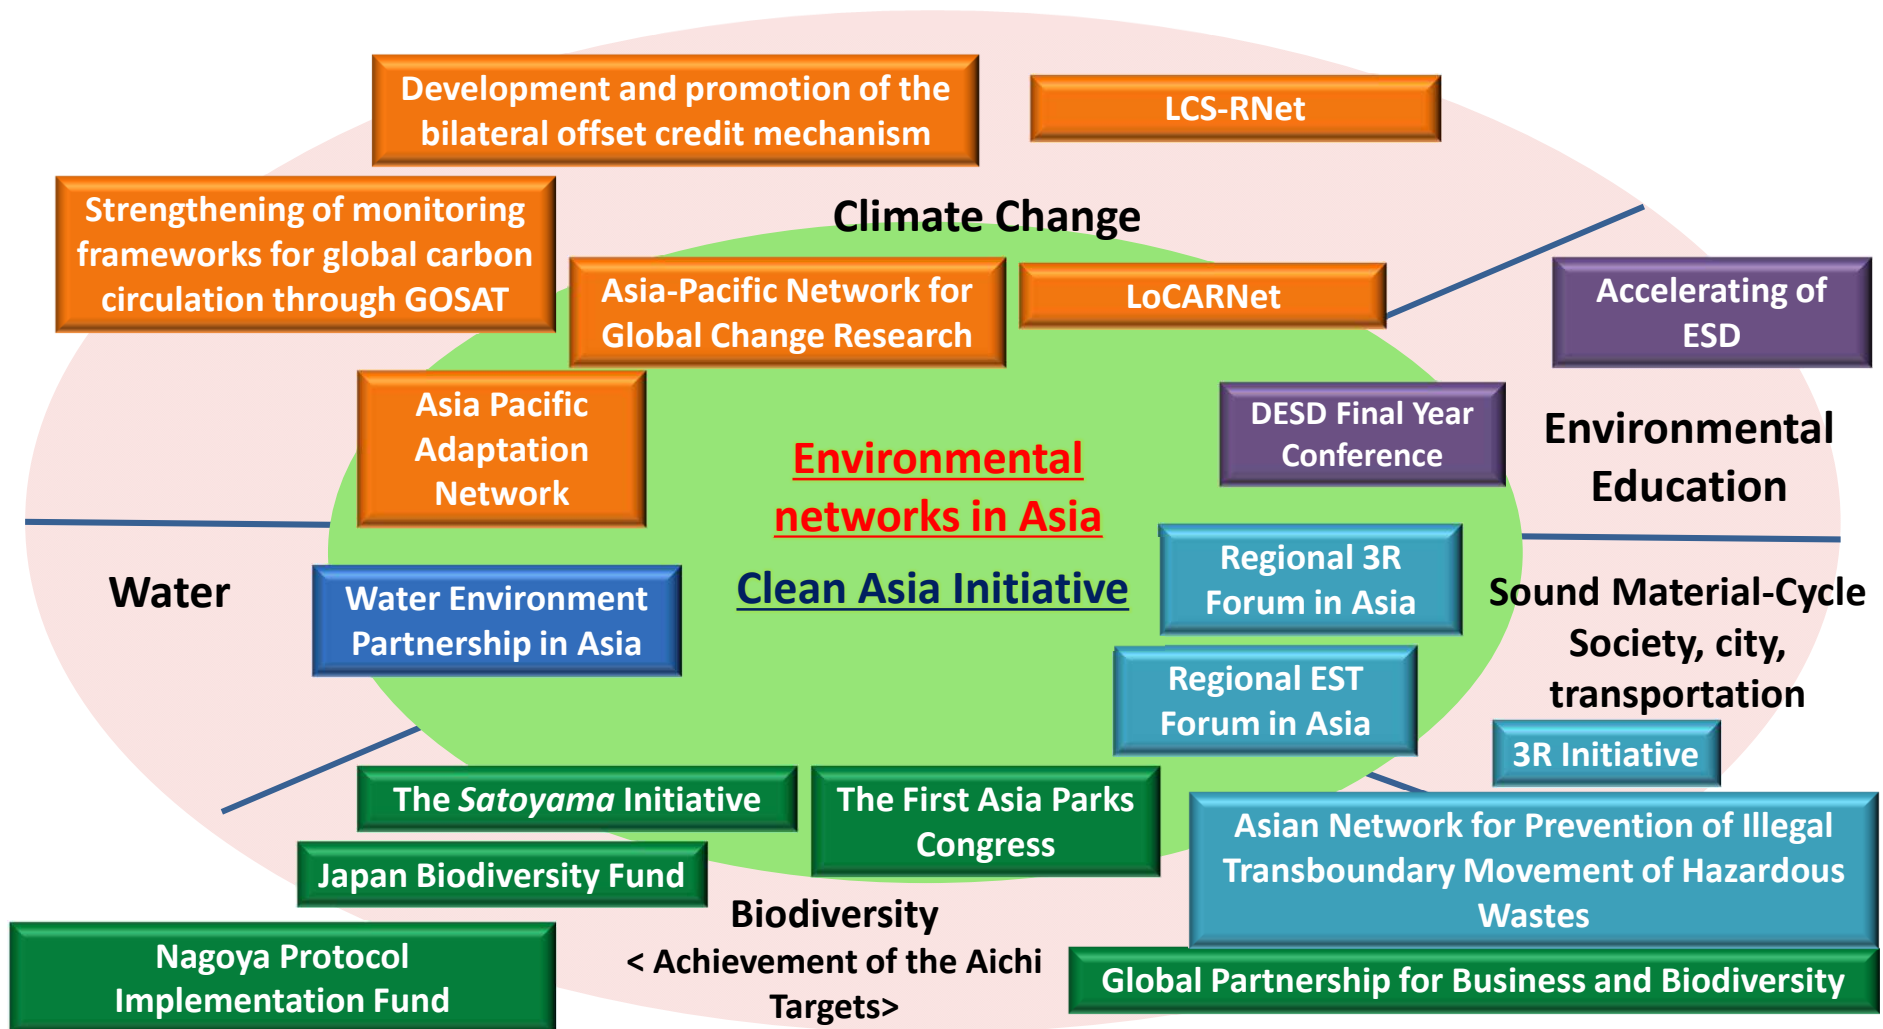 Development and promotion of the
bilateral offset credit mechanism
LCS-RNet
Strengthening of monitoring
frameworks for global carbon
circulation through GOSAT
Climate Change
Asia-Pacific Network for
Global Change Research
LoCARNet
Accelerating of
ESD
Asia Pacific
Adaptation
Network
DESD Final Year
Conference
Environmental
Education
Environmental
networks in Asia
Clean Asia Initiative
Water
Water Environment
Partnership in Asia
Regional 3R
Forum in Asia
Sound Material-Cycle
Society, city,
transportation
Regional EST
Forum in Asia
3R Initiative
The Satoyama Initiative
The First Asia Parks
Congress
Asian Network for Prevention of Illegal
Transboundary Movement of Hazardous
Wastes
Japan Biodiversity Fund
Biodiversity
< Achievement of the Aichi
Targets>
Nagoya Protocol
Implementation Fund
Global Partnership for Business and Biodiversity